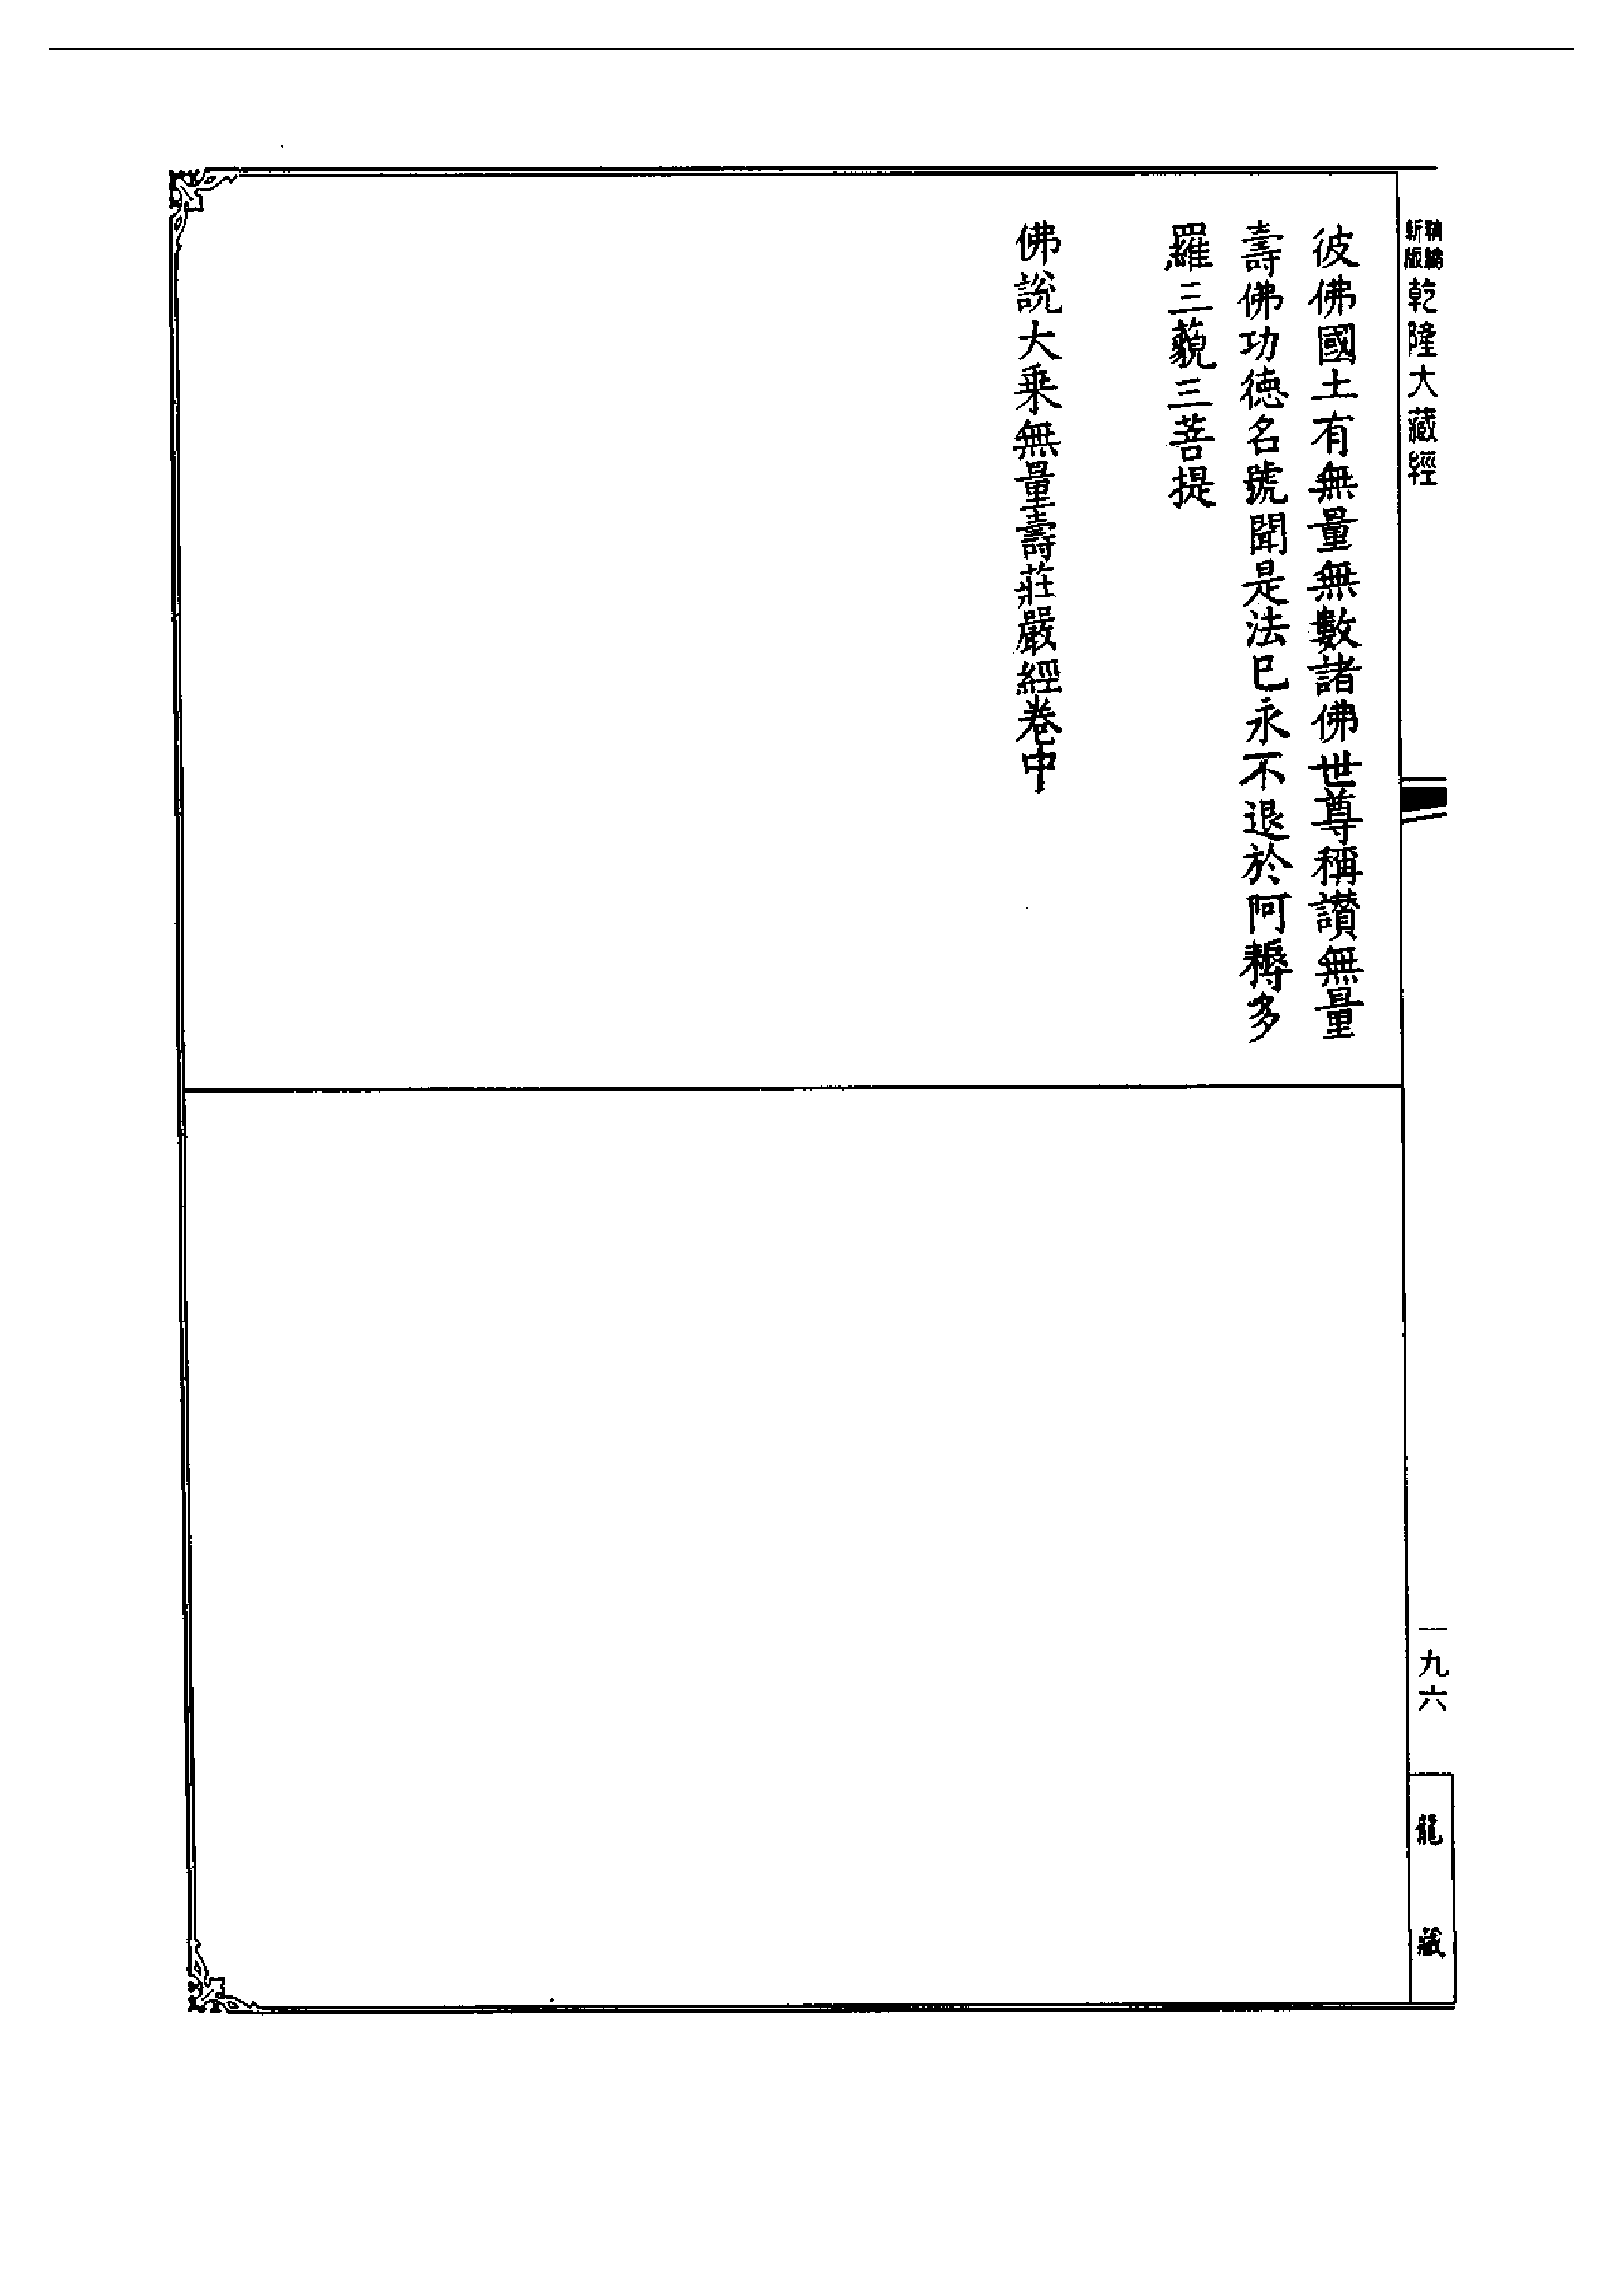 精編
新版
乾隆大藏經
彼佛國土有無量無數諸佛世尊稱讚無量
壽佛功德名號聞是法已永不退於阿耨多
羅三藐三菩提
佛說大乘無量壽莊嚴經卷中
一九六
龍藏